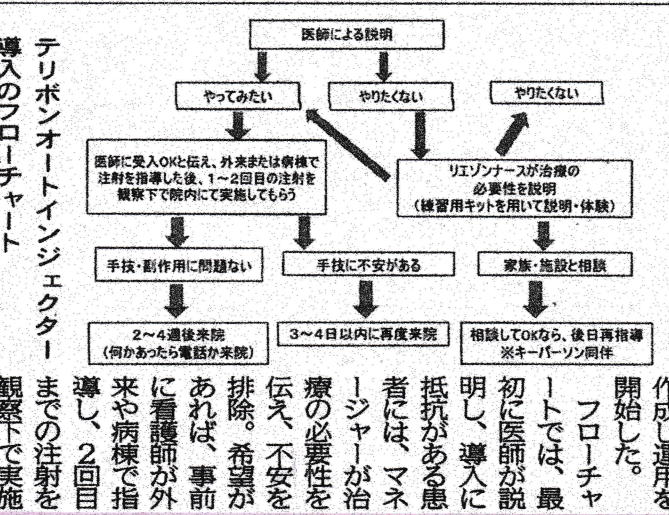 テリボンオートインジェクター
導入のフローチャート
医師による説明
やってみたい
やりたくない
やりたくない
医師に受入OKと伝え、外来または病棟で
注射を指導した後、1～2回目の注射を
観察下で院内にて実施してもらう
リエゾンナースが治療の
必要性を説明
(練習用キットを用いて説明・体験)
手技・副作用に問題ない
手技に不安がある
家族・施設と相談
2～4週後来院
(何かあったら電話か来院)
3～4日以内に再度来院
相談してOKなら、後日再指導
※キーパーソン同伴
作成し運用を
開始した。
フローチャ
ートでは、最
初に医師が説
明し、導入に
抵抗がある患
者には、マネ
ージャーが治
療の必要性を
伝え、不安を
排除。希望が
あれば、事前
に看護師が外
来や病棟で指
導し、2回目
までの注射を
観察下で実施